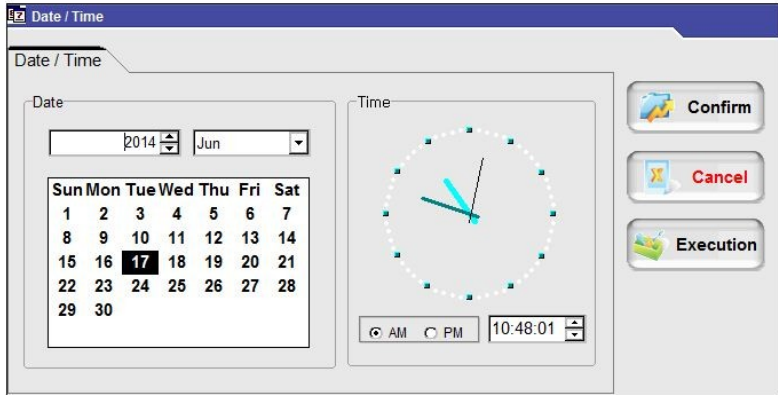 Date / Time
Date / Time
Date
Time
2014 Jun
Sun Mon Tue Wed Thu Fri Sat
1 2 3 4 5 6 7
8 9 10 11 12 13 14
15 16 17 18 19 20 21
22 23 24 25 26 27 28
29 30
AM PM 10:48:01
Confirm
Cancel
Execution